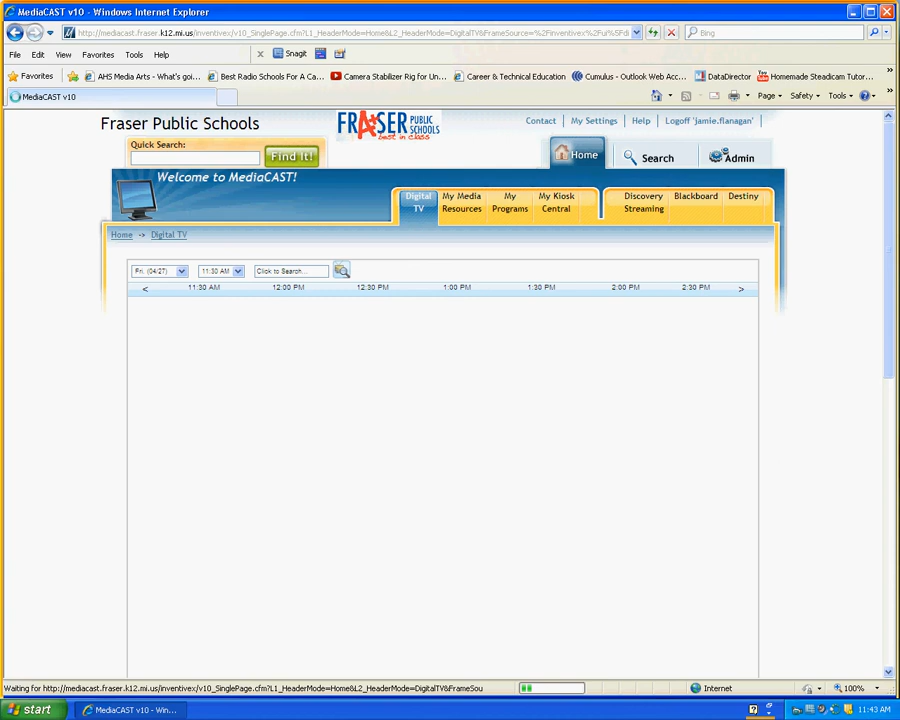 MediaCAST v10 - Windows Internet Explorer
http://mediacast.fraser.k12.mi.us/inventivex/v10_SinglePage.cfm?L1_HeaderMode=Home&L2_HeaderMode=DigitalTV&FrameSource=%2Finventivex%2Fui%5Fdi
Bing
File Edit View Favorites Tools Help
Snagit
Favorites
AHS Media Arts - What's goi...
Best Radio Schools For A Ca...
Camera Stabilizer Rig for Un...
Career & Technical Education
Cumulus - Outlook Web Acc...
DataDirector
Homemade Steadicam Tutor...
MediaCAST v10
Page Safety Tools
Fraser Public Schools
FRASER PUBLIC SCHOOLS
best in class
Contact | My Settings | Help | Logoff 'jamie.flanagan' |
Quick Search:
Find It!
Home Search Admin
Welcome to MediaCAST!
Digital TV
My Media Resources
My Programs
My Kiosk Central
Discovery Streaming
Blackboard
Destiny
Home -> Digital TV
Fri. (04/27) 11:30 AM Click to Search...
< 11:30 AM 12:00 PM 12:30 PM 1:00 PM 1:30 PM 2:00 PM 2:30 PM >
Waiting for http://mediacast.fraser.k12.mi.us/inventivex/v10_SinglePage.cfm?L1_HeaderMode=Home&L2_HeaderMode=DigitalTV&FrameSou
Internet
100%
start
MediaCAST v10 - Win...
11:43 AM